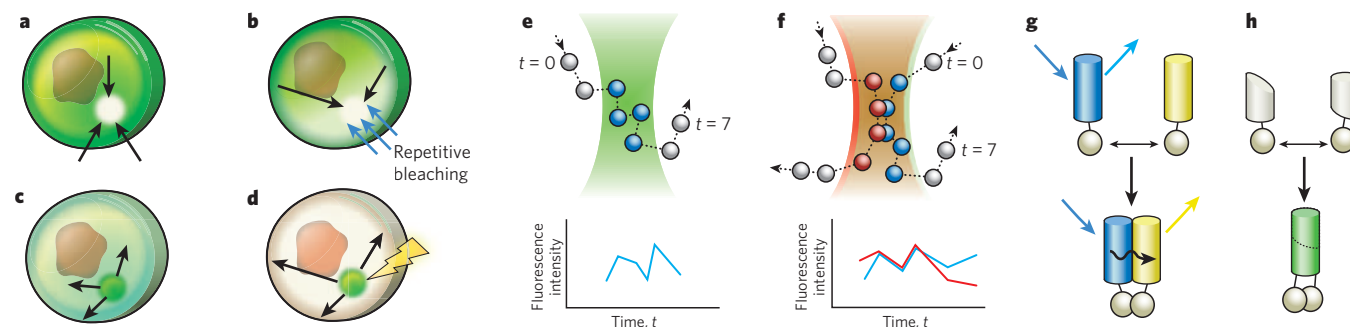 a
b
Repetitive
bleaching
c
d
e
t = 0
t = 7
Fluorescence
intensity
Time, t
f
t = 0
t = 7
Fluorescence
intensity
Time, t
g
h